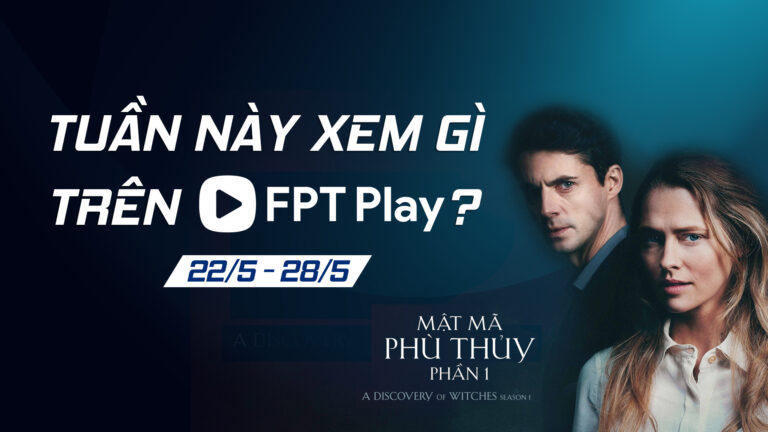 TUẦN NÀY XEM GÌ
TRÊN FPT Play?
22/5 - 28/5
A DISCOVERY
MẬT MÃ
PHÙ THỦY
PHẦN 1
A DISCOVERY OF WITCHES SEASON 1